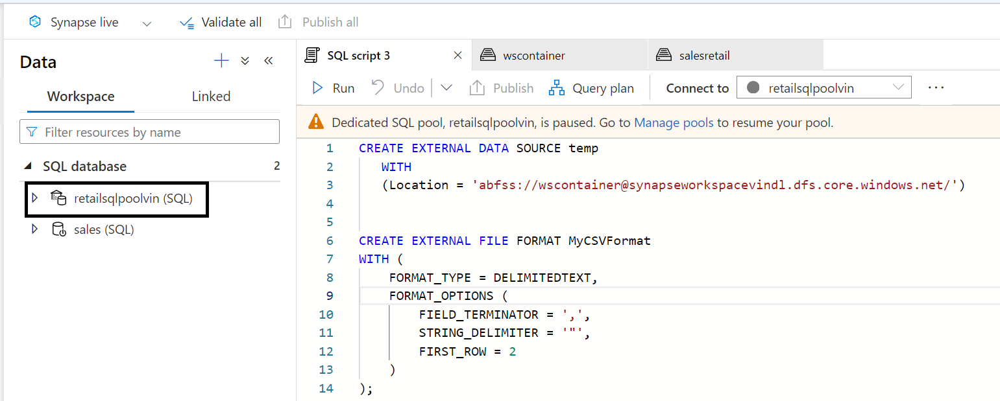 Synapse live Validate all Publish all
Data
Workspace Linked
Filter resources by name
SQL database 2
retailsqlpoolvin (SQL)
sales (SQL)
SQL script 3 wscontainer salesretail
Run Undo Publish Query plan Connect to retailsqlpoolvin ...
Dedicated SQL pool, retailsqlpoolvin, is paused. Go to Manage pools to resume your pool.
1 CREATE EXTERNAL DATA SOURCE temp
2 WITH
3 (Location = 'abfss://wscontainer@synapseworkspacevindl.dfs.core.windows.net/')
4
5
6 CREATE EXTERNAL FILE FORMAT MyCSVFormat
7 WITH (
8 FORMAT_TYPE = DELIMITEDTEXT,
9 FORMAT_OPTIONS (
10 FIELD_TERMINATOR = ',',
11 STRING_DELIMITER = '"',
12 FIRST_ROW = 2
13 )
14 );